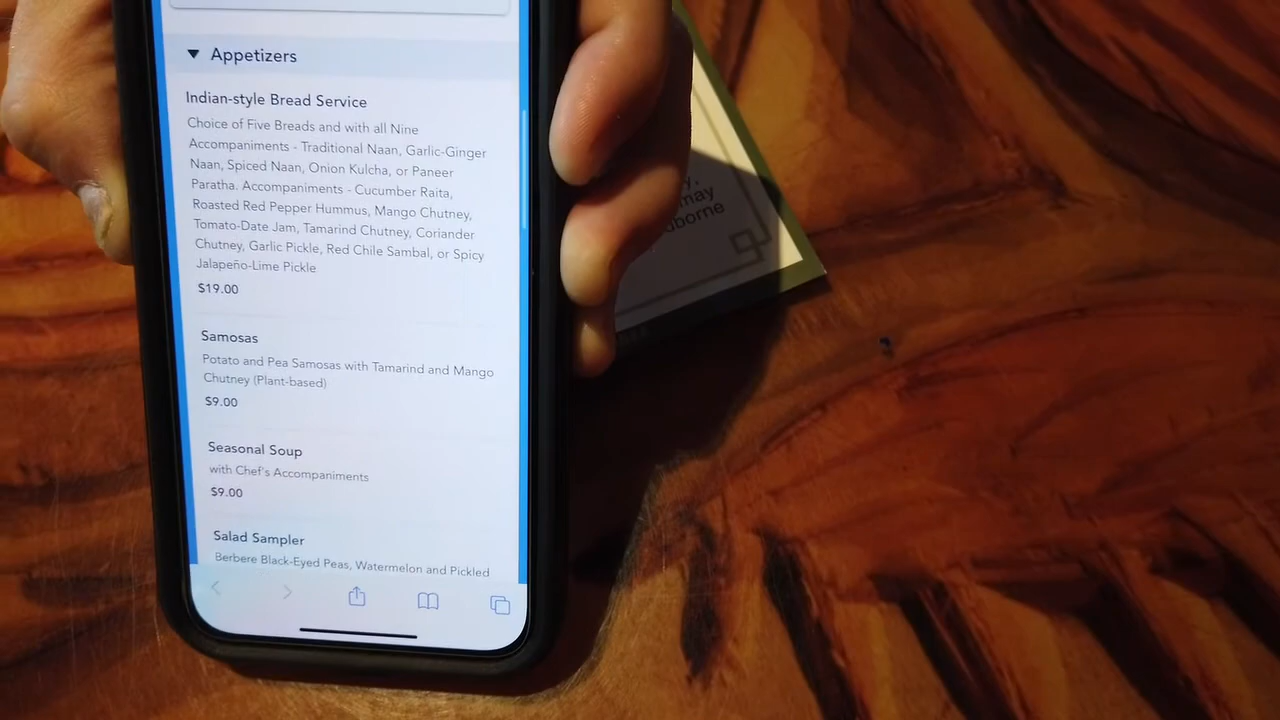 ▼ Appetizers
Indian-style Bread Service
Choice of Five Breads and with all Nine
Accompaniments - Traditional Naan, Garlic-Ginger
Naan, Spiced Naan, Onion Kulcha, or Paneer
Paratha. Accompaniments - Cucumber Raita,
Roasted Red Pepper Hummus, Mango Chutney,
Tomato-Date Jam, Tamarind Chutney, Coriander
Chutney, Garlic Pickle, Red Chile Sambal, or Spicy
Jalapeño-Lime Pickle
$19.00
Samosas
Potato and Pea Samosas with Tamarind and Mango
Chutney (Plant-based)
$9.00
Seasonal Soup
with Chef's Accompaniments
$9.00
Salad Sampler
Berbere Black-Eyed Peas, Watermelon and Pickled
may